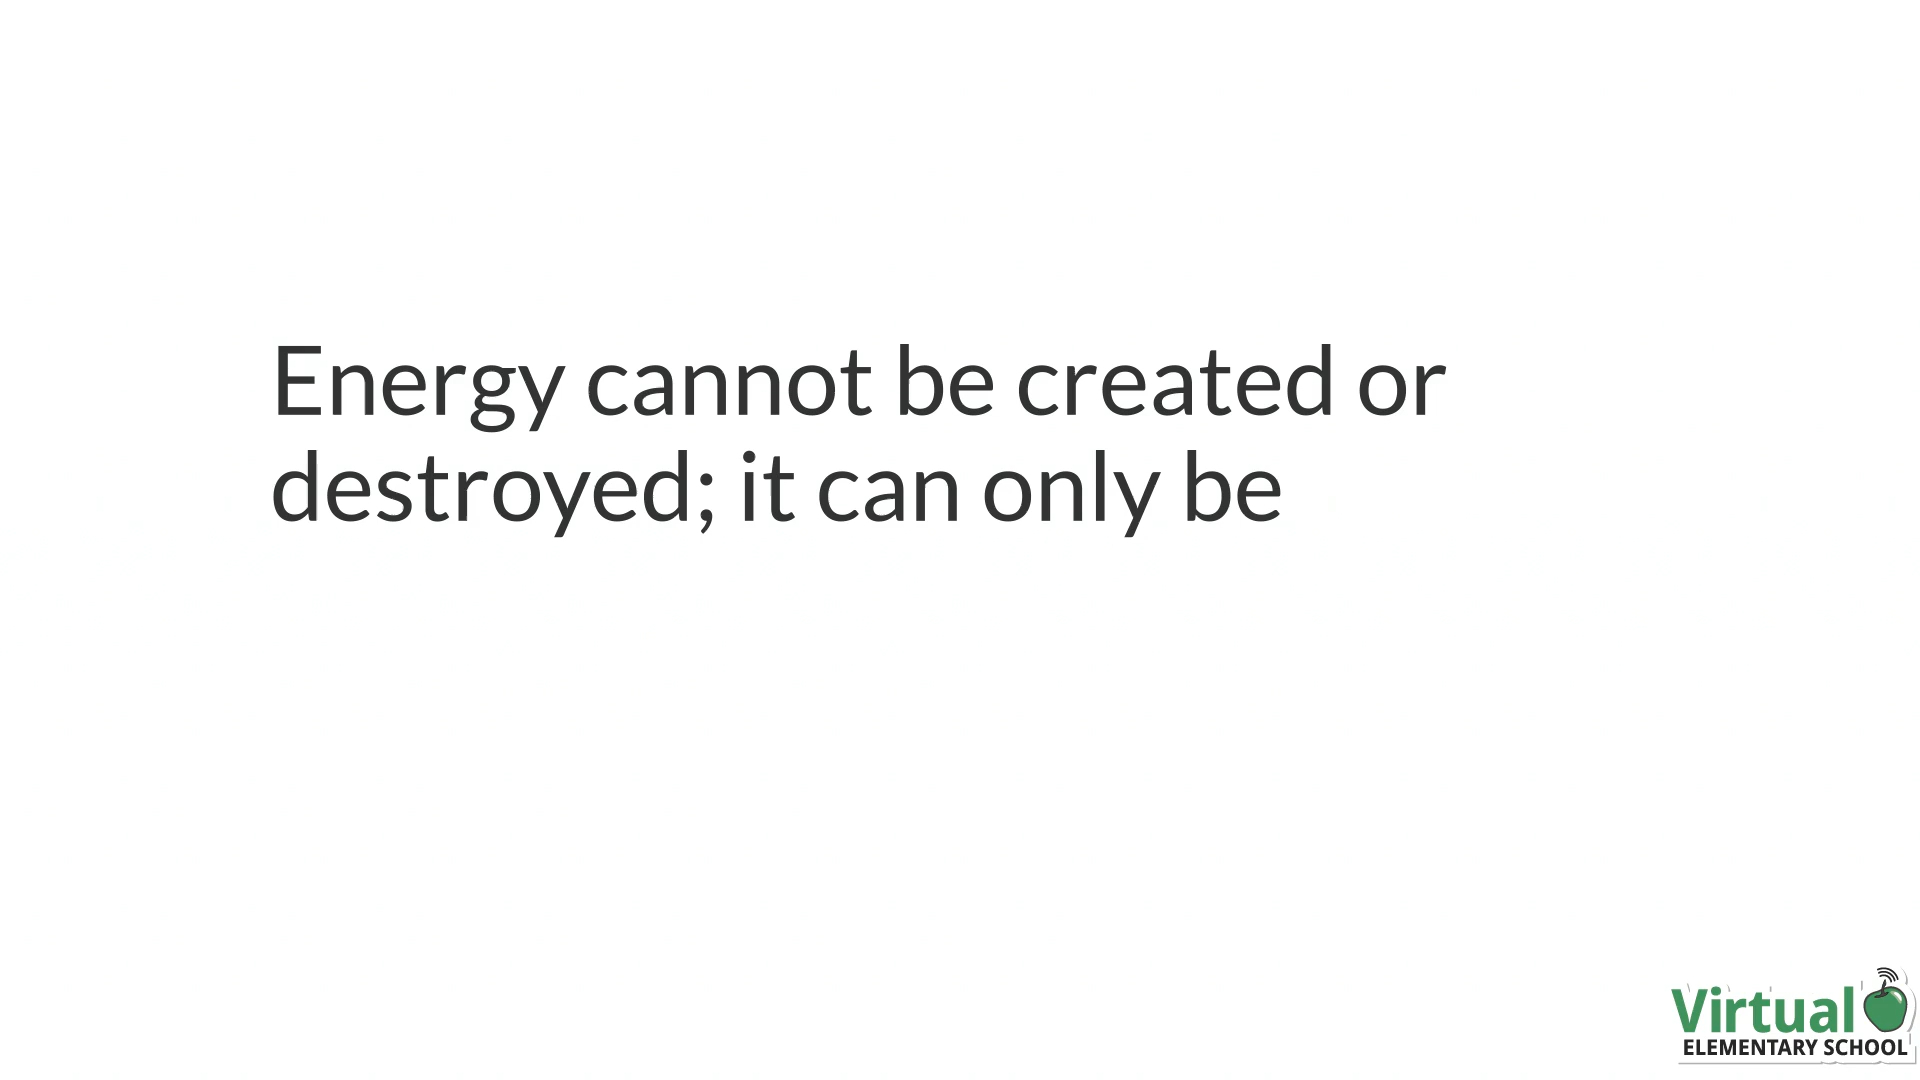 Energy cannot be created or
destroyed; it can only be
Virtual
ELEMENTARY SCHOOL